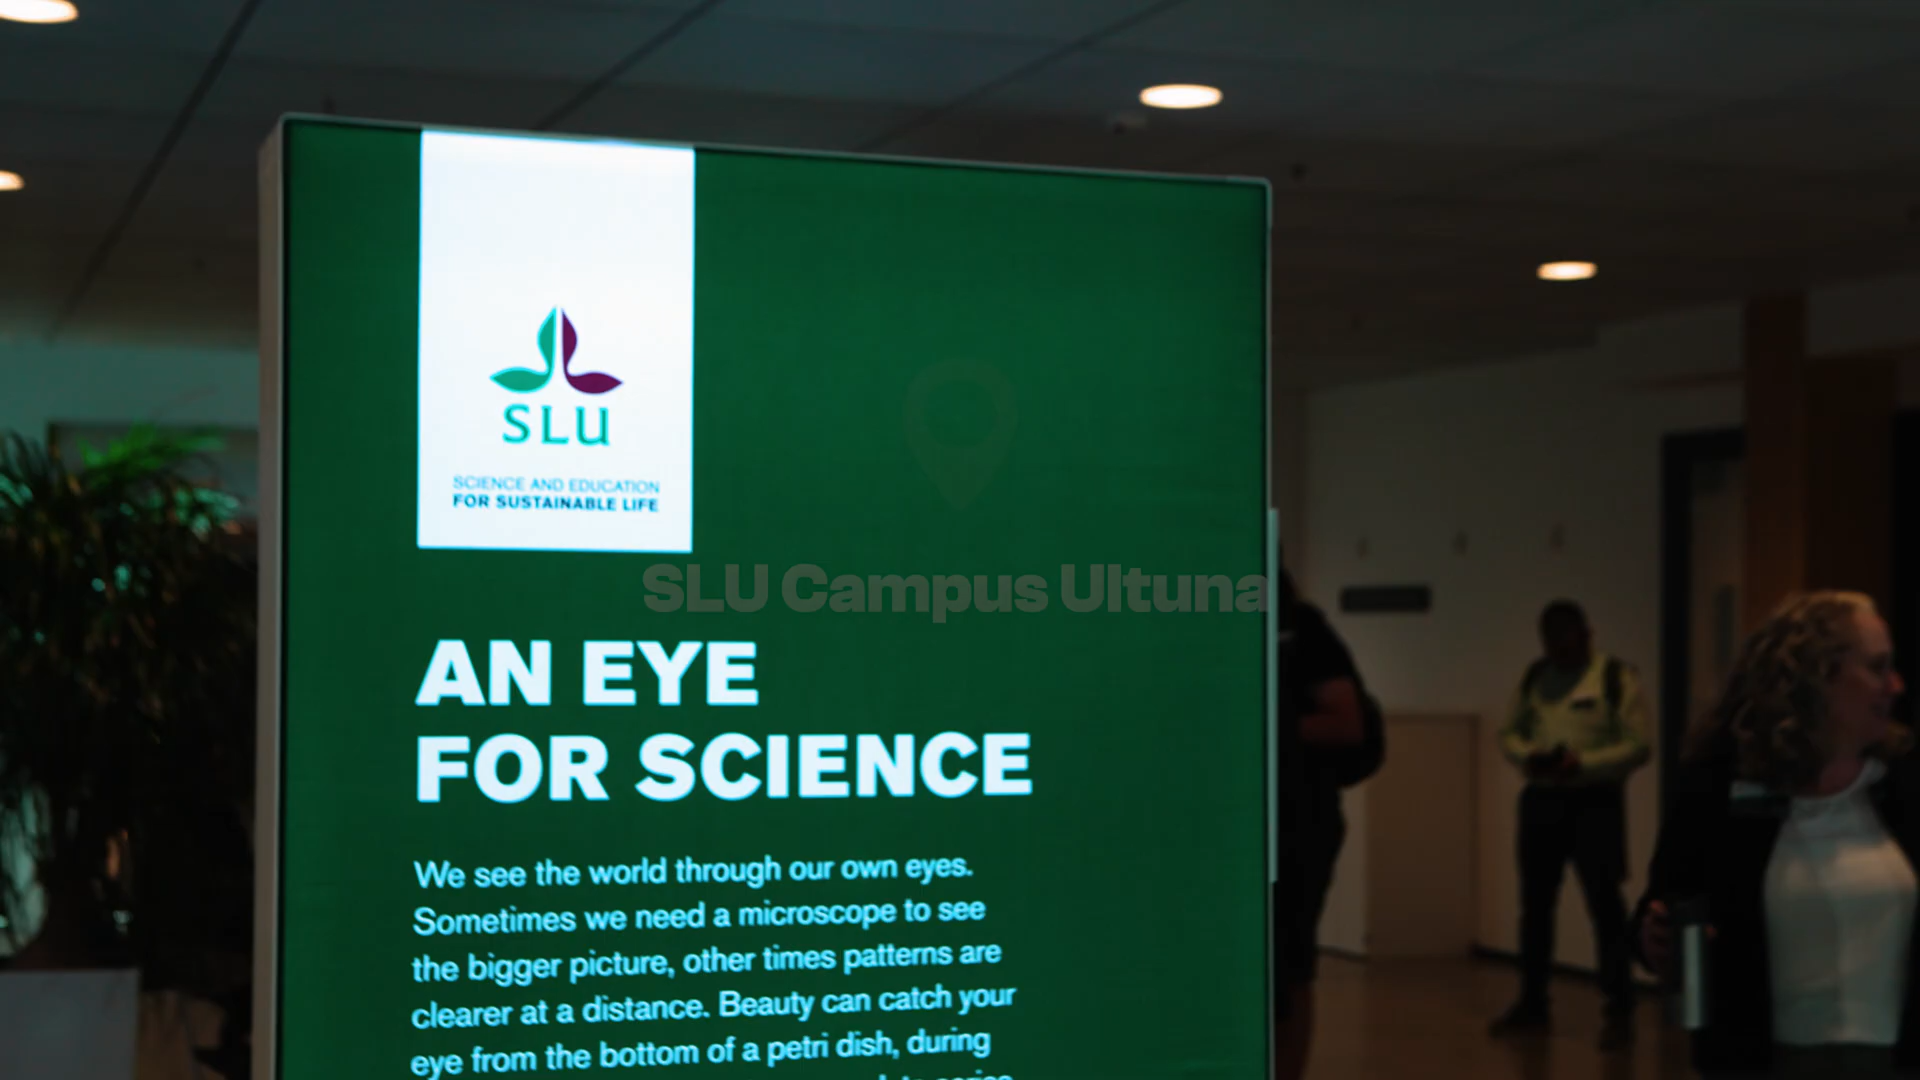 SLU
SCIENCE AND EDUCATION
FOR SUSTAINABLE LIFE
SLU Campus Ultuna
AN EYE
FOR SCIENCE
We see the world through our own eyes.
Sometimes we need a microscope to see
the bigger picture, other times patterns are
clearer at a distance. Beauty can catch your
eye from the bottom of a petri dish, during